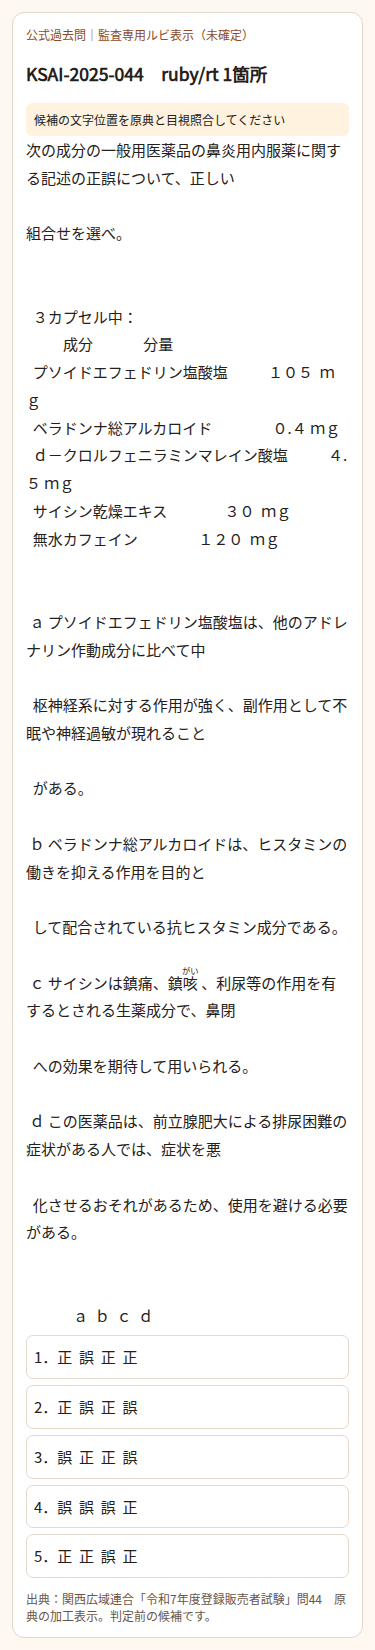 公式過去問｜監査専用ルビ表示（未確定）
KSAI-2025-044　ruby/rt 1箇所
候補の文字位置を原典と目視照合してください
次の成分の一般用医薬品の鼻炎用内服薬に関す
る記述の正誤について、正しい
組合せを選べ。
３カプセル中：
成分　　　分量
プソイドエフェドリン塩酸塩　　１０５ ｍ
ｇ
ベラドンナ総アルカロイド　　　０.４ｍｇ
ｄ－クロルフェニラミンマレイン酸塩　　４.
５ｍｇ
サイシン乾燥エキス　　　３０ ｍｇ
無水カフェイン　　　１２０ ｍｇ
ａ プソイドエフェドリン塩酸塩は、他のアドレ
ナリン作動成分に比べて中
枢神経系に対する作用が強く、副作用として不
眠や神経過敏が現れること
がある。
ｂ ベラドンナ総アルカロイドは、ヒスタミンの
働きを抑える作用を目的と
して配合されている抗ヒスタミン成分である。
がい
ｃ サイシンは鎮痛、鎮咳、利尿等の作用を有
するとされる生薬成分で、鼻閉
への効果を期待して用いられる。
ｄ この医薬品は、前立腺肥大による排尿困難の
症状がある人では、症状を悪
化させるおそれがあるため、使用を避ける必要
がある。
ａ ｂ ｃ ｄ
1．正 誤 正 正
2．正 誤 正 誤
3．誤 正 正 誤
4．誤 誤 誤 正
5．正 正 誤 正
出典：関西広域連合「令和7年度登録販売者試験」問44　原
典の加工表示。判定前の候補です。